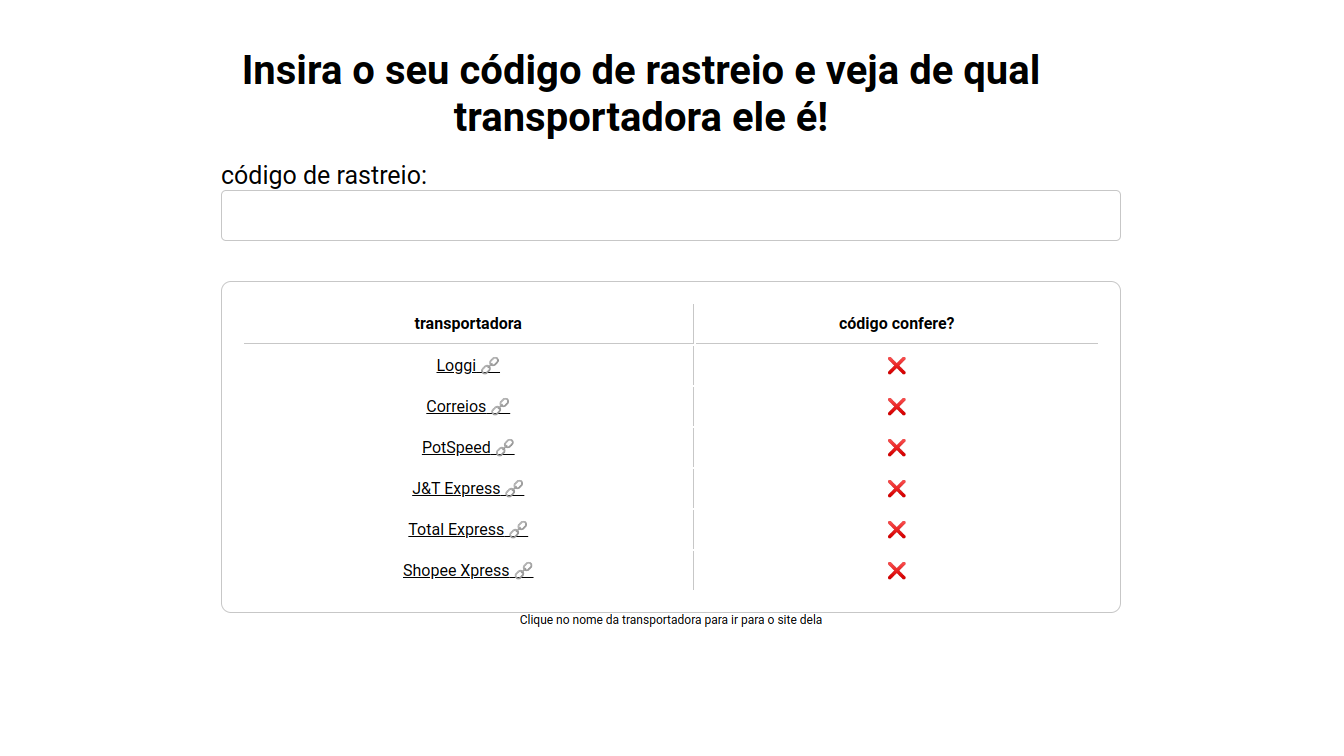 Insira o seu código de rastreio e veja de qual
transportadora ele é!
código de rastreio:
transportadora
código confere?
Loggi
Correios
PotSpeed
J&T Express
Total Express
Shopee Xpress
Clique no nome da transportadora para ir para o site dela